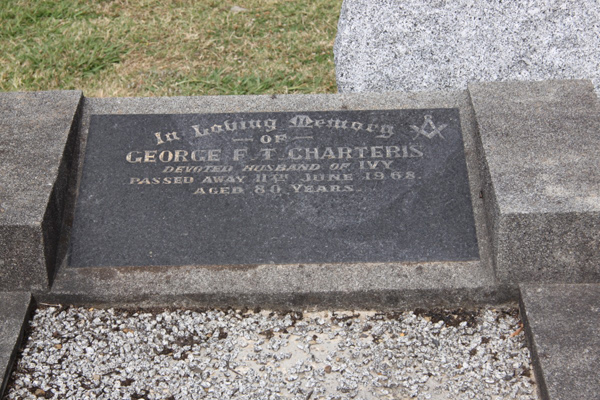 In Loving Memory
— OF —
GEORGE F. T. CHARTERIS
DEVOTED HUSBAND OF IVY
PASSED AWAY 11TH JUNE 1968.
AGED 80 YEARS.